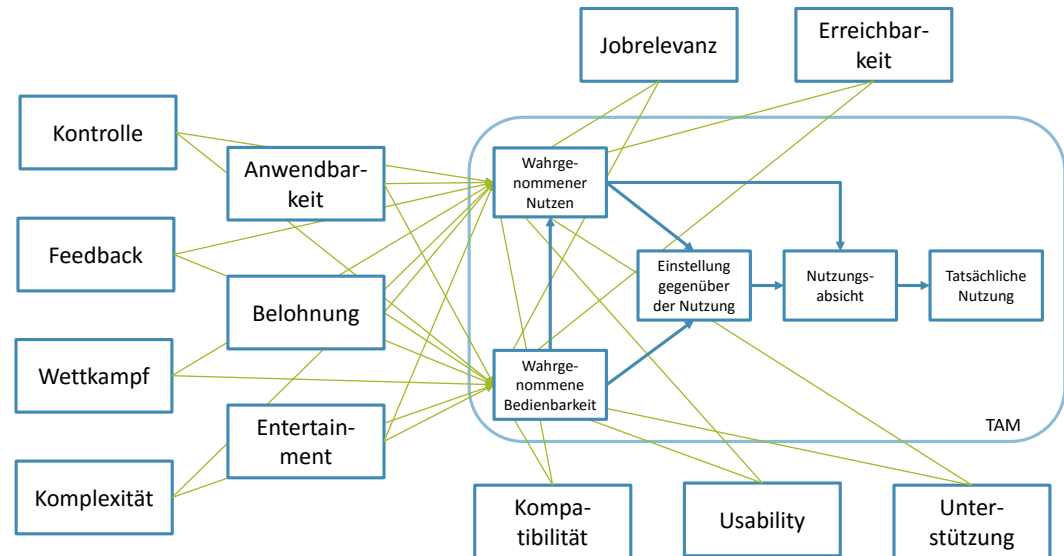 Jobrelevanz
Erreichbar-
keit
Kontrolle
Anwendbar-
keit
Feedback
Belohnung
Wettkampf
Entertain-
ment
Komplexität
Wahrge-
nommener
Nutzen
Einstellung
gegenüber
der Nutzung
Nutzungs-
absicht
Tatsächliche
Nutzung
Wahrge-
nommene
Bedienbarkeit
TAM
Kompa-
tibilität
Usability
Unter-
stützung